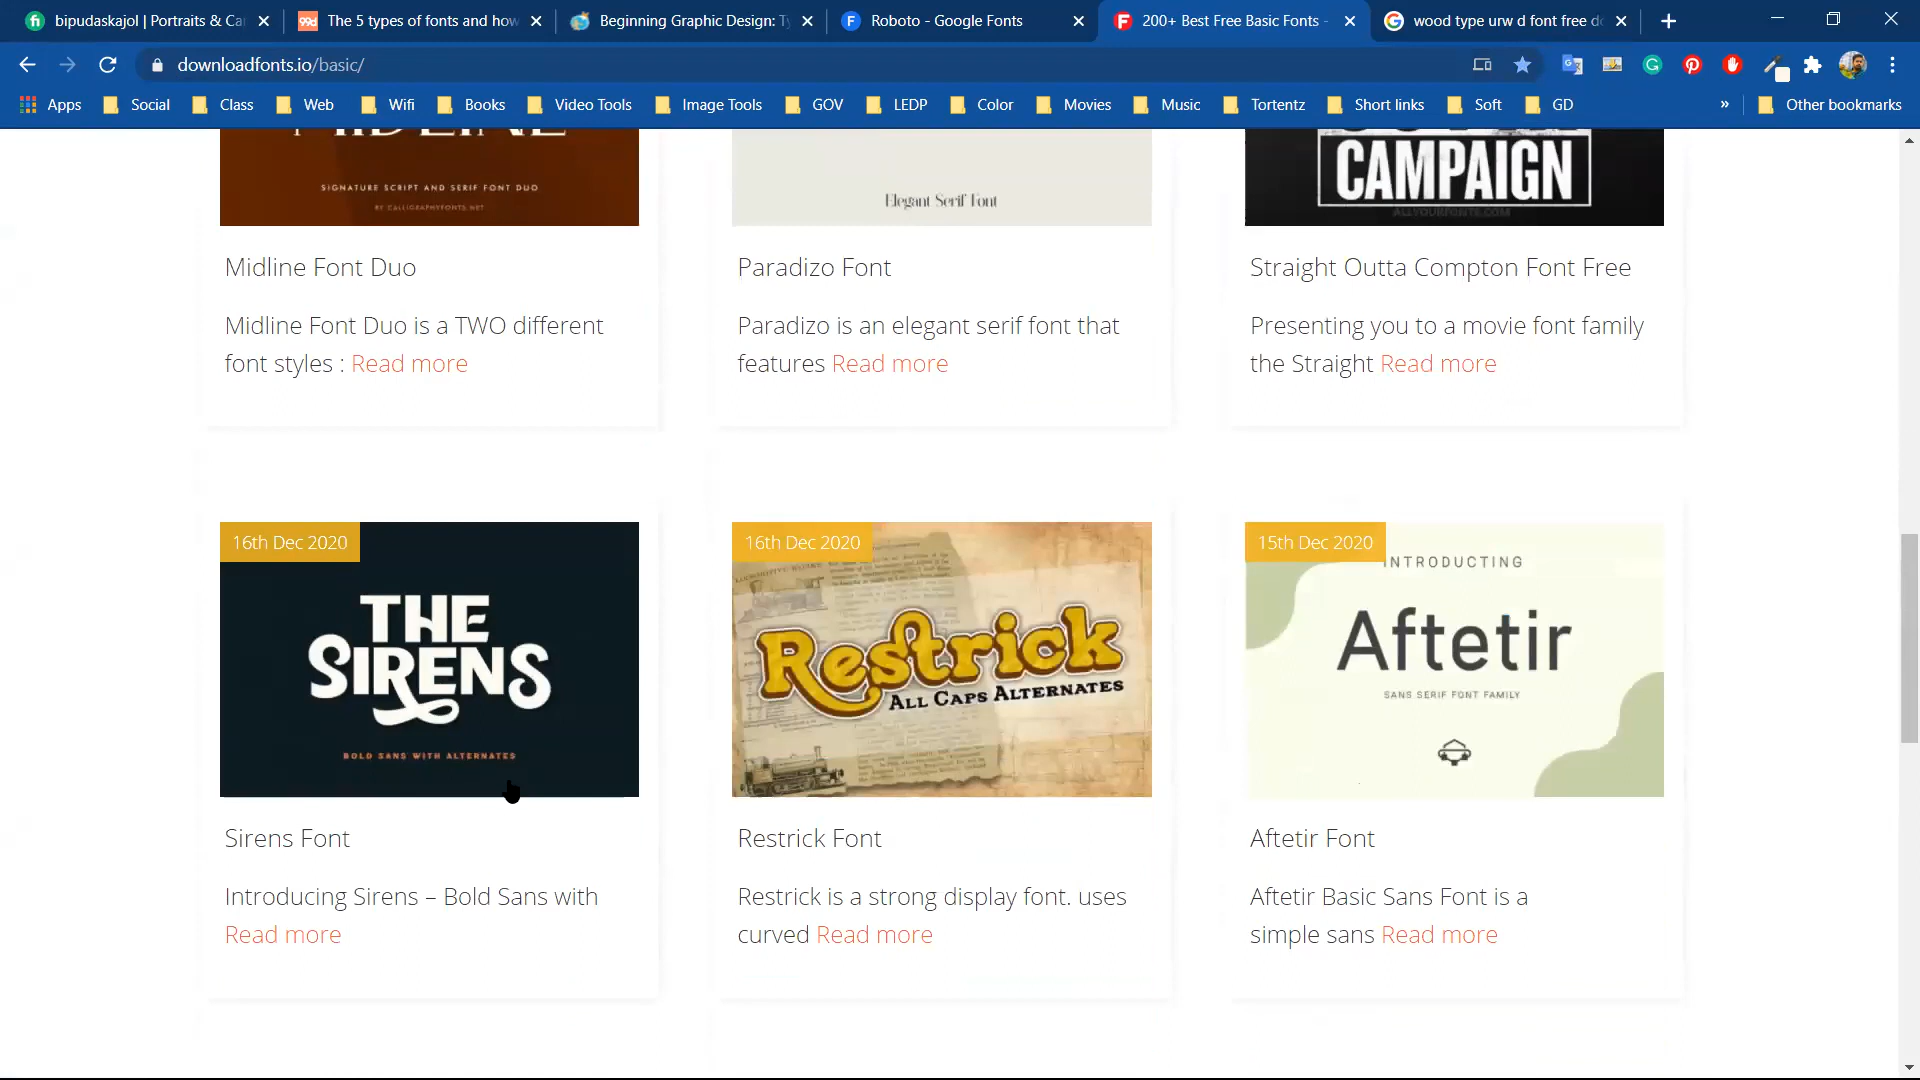 bipudaskajol | Portraits & Ca
The 5 types of fonts and how
Beginning Graphic Design: Ty
Roboto - Google Fonts
200+ Best Free Basic Fonts -
wood type urw d font free do
downloadfonts.io/basic/
Apps Social Class Web Wifi Books Video Tools Image Tools GOV LEDP Color Movies Music Tortentz Short links Soft GD » Other bookmarks
MIDLINE
SIGNATURE SCRIPT AND SERIF FONT DUO
BY CALLIGRAPHYFONTS.NET
Elegant Serif Font
CAMPAIGN
ALLYOURFONTS.COM
Midline Font Duo
Midline Font Duo is a TWO different
font styles : Read more
Paradizo Font
Paradizo is an elegant serif font that
features Read more
Straight Outta Compton Font Free
Presenting you to a movie font family
the Straight Read more
16th Dec 2020
THE
SIRENS
BOLD SANS WITH ALTERNATES
Sirens Font
Introducing Sirens – Bold Sans with
Read more
16th Dec 2020
Restrick
ALL CAPS ALTERNATES
Restrick Font
Restrick is a strong display font. uses
curved Read more
15th Dec 2020
INTRODUCTING
Aftetir
SANS SERIF FONT FAMILY
Aftetir Font
Aftetir Basic Sans Font is a
simple sans Read more